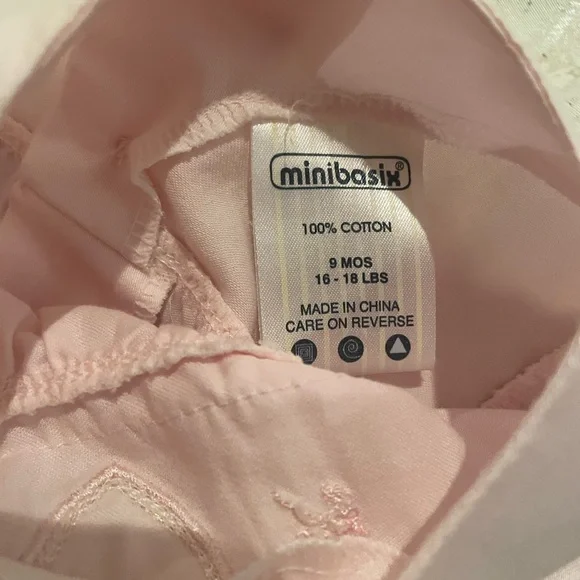 minibasix®
100% COTTON
9 MOS
16 - 18 LBS
MADE IN CHINA
CARE ON REVERSE